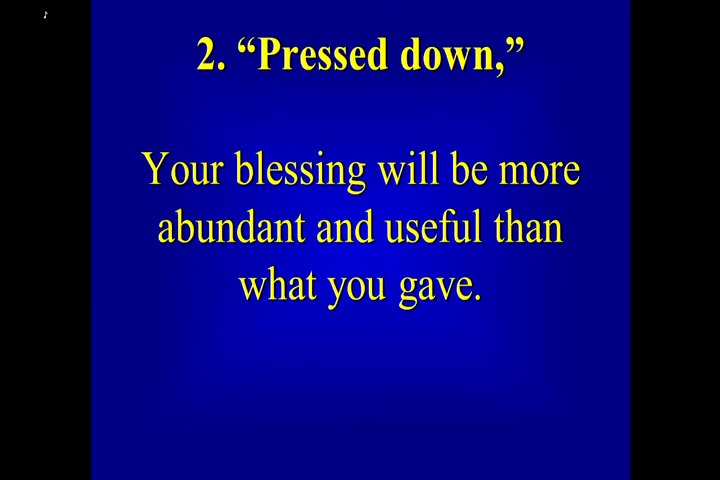 2. “Pressed down,”
Your blessing will be more
abundant and useful than
what you gave.